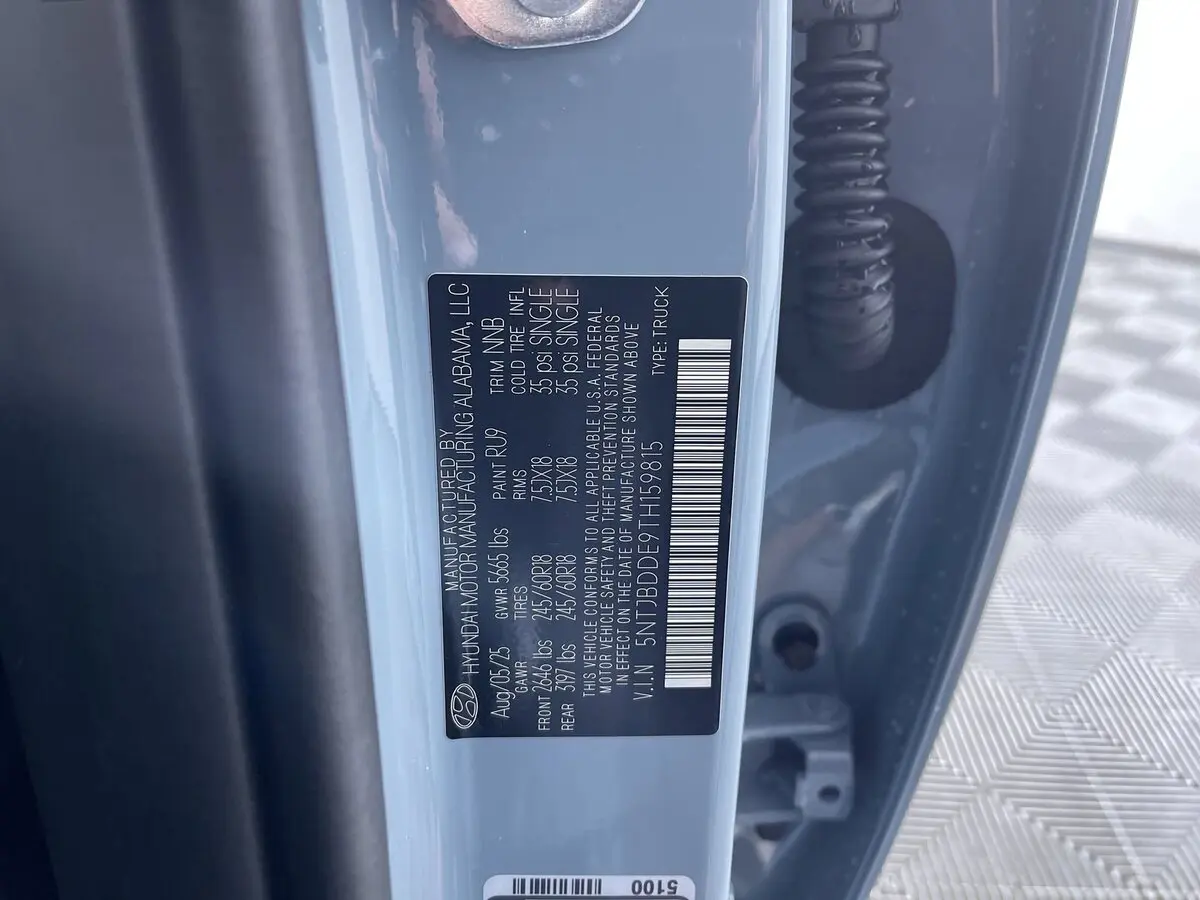 MANUFACTURED BY
HYUNDAI MOTOR MANUFACTURING ALABAMA, LLC
Aug/05/25 GVWR 5665 lbs PAINT RU9 TRIM NNB
GAWR TIRES RIMS COLD TIRE INFL
FRONT 2646 lbs 245/60R18 7.5JX18 35 psi SINGLE
REAR 3197 lbs 245/60R18 7.5JX18 35 psi SINGLE
THIS VEHICLE CONFORMS TO ALL APPLICABLE U.S.A. FEDERAL
MOTOR VEHICLE SAFETY AND THEFT PREVENTION STANDARDS
IN EFFECT ON THE DATE OF MANUFACTURE SHOWN ABOVE
V.I.N 5NTJBDDE9TH159815 TYPE: TRUCK
5100